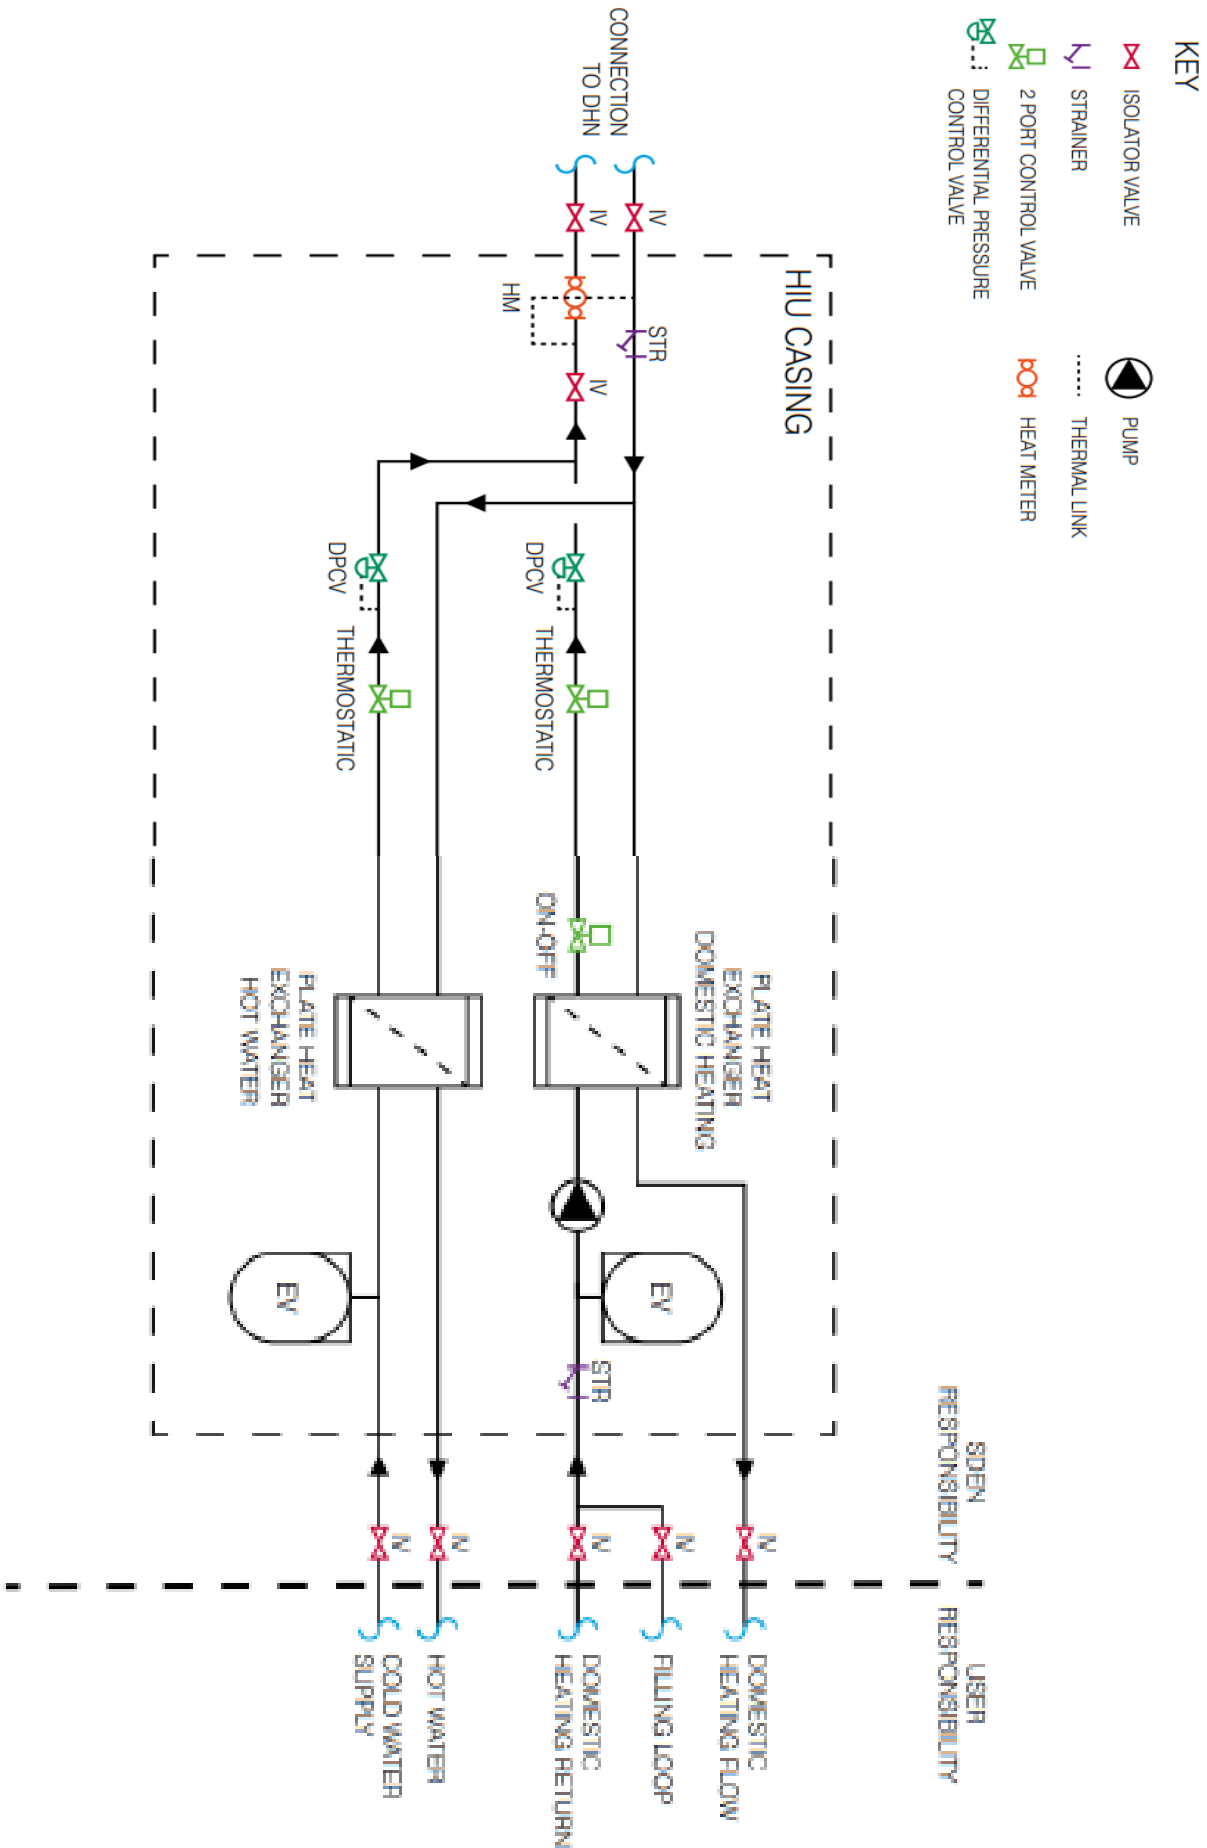 KEY
ISOLATOR VALVE
STRAINER
2 PORT CONTROL VALVE
DIFFERENTIAL PRESSURE
CONTROL VALVE
PUMP
THERMAL LINK
HEAT METER
CONNECTION
TO DHN
IV
IV
HIU CASING
HM
STR
IV
DPCV
THERMOSTATIC
DPCV
THERMOSTATIC
ON-OFF
PLATE HEAT
EXCHANGER
DOMESTIC HEATING
PLATE HEAT
EXCHANGER
HOT WATER
EV
EV
STR
SDEN
RESPONSIBILITY
USER
RESPONSIBILITY
IV
IV
IV
IV
IV
DOMESTIC
HEATING FLOW
FILLING LOOP
DOMESTIC
HEATING RETURN
HOT WATER
COLD WATER
SUPPLY